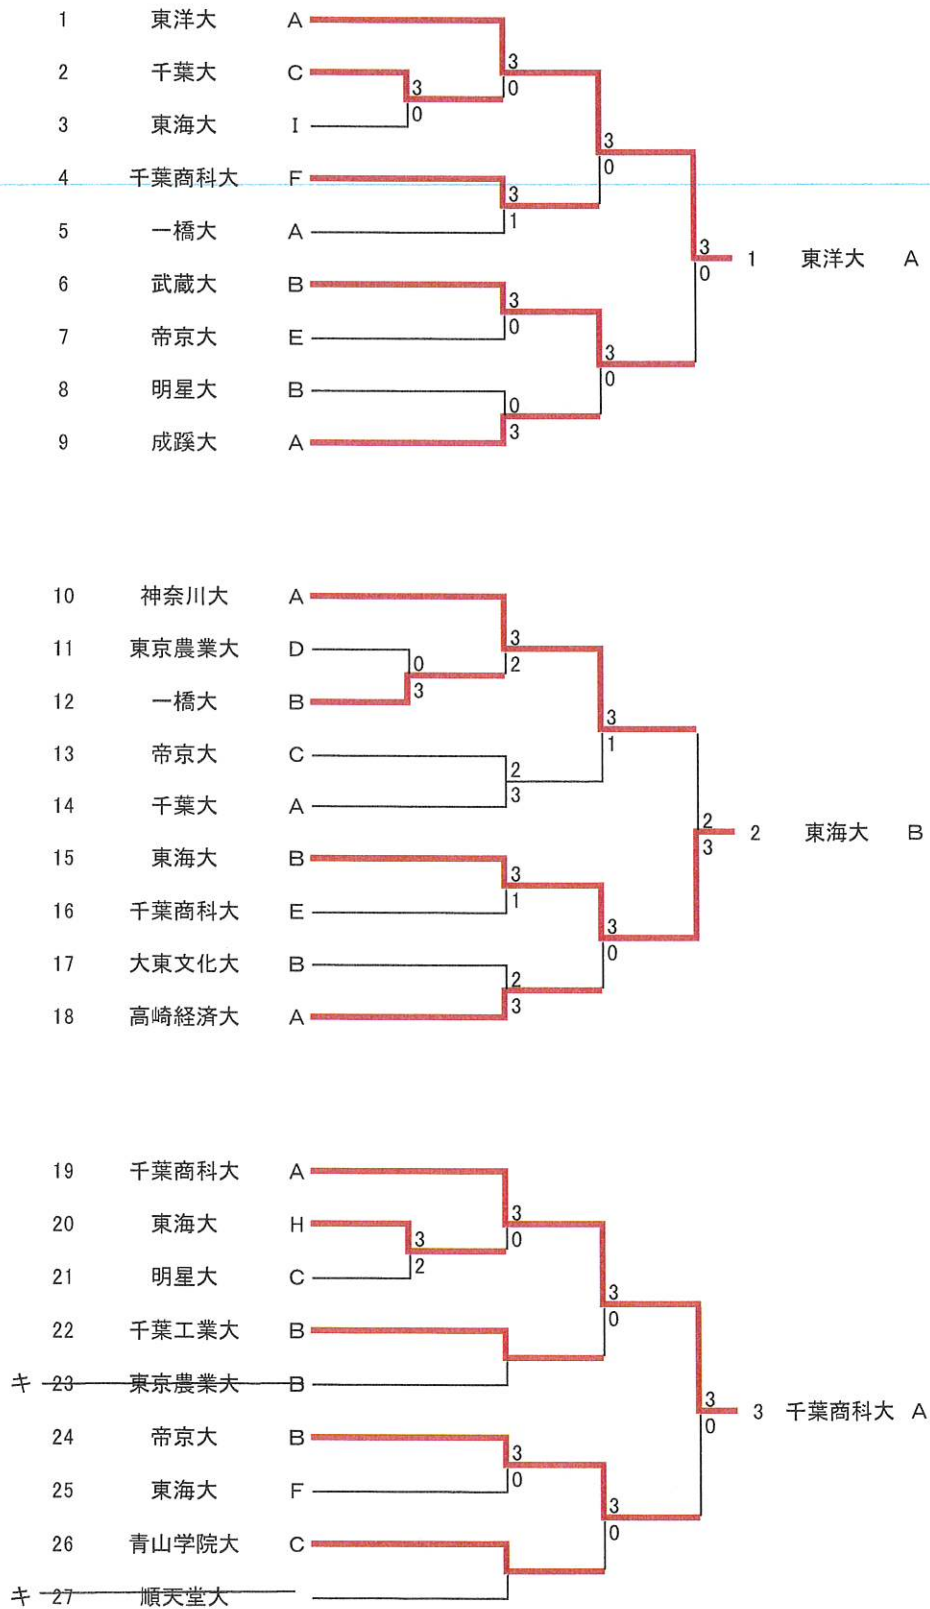 1 東洋大 A
3
2 千葉大 C
3 0
0
3 東海大 I
3
0
4 千葉商科大 F
3
1
5 一橋大 A
3
0
1 東洋大 A
6 武蔵大 B
3
0
7 帝京大 E
3
0
8 明星大 B
0
3
9 成蹊大 A
10 神奈川大 A
3
11 東京農業大 D
0 2
3
12 一橋大 B
3
1
13 帝京大 C
2
3
14 千葉大 A
2
3
2 東海大 B
15 東海大 B
3
1
16 千葉商科大 E
3
0
17 大東文化大 B
2
3
18 高崎経済大 A
19 千葉商科大 A
3
20 東海大 H
3 0
2
21 明星大 C
3
0
22 千葉工業大 B
キ 23 東京農業大 B
3
0
3 千葉商科大 A
24 帝京大 B
3
0
25 東海大 F
3
0
26 青山学院大 C
キ 27 順天堂大